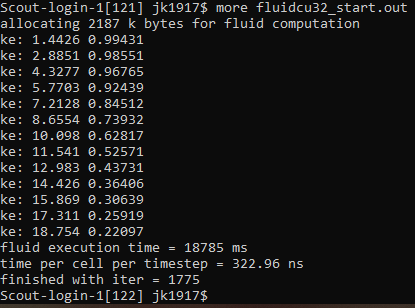 Scout-login-1[121] jk1917$ more fluidcu32_start.out
allocating 2187 k bytes for fluid computation
ke: 1.4426 0.99431
ke: 2.8851 0.98551
ke: 4.3277 0.96765
ke: 5.7703 0.92439
ke: 7.2128 0.84512
ke: 8.6554 0.73932
ke: 10.098 0.62817
ke: 11.541 0.52571
ke: 12.983 0.43731
ke: 14.426 0.36406
ke: 15.869 0.30639
ke: 17.311 0.25919
ke: 18.754 0.22097
fluid execution time = 18785 ms
time per cell per timestep = 322.96 ns
finished with iter = 1775
Scout-login-1[122] jk1917$